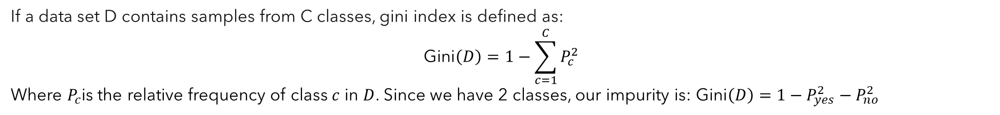 If a data set D contains samples from C classes, gini index is defined as:
Gini(D) = 1 − \sum_{c=1}^{C} P_c^2
Where P_c is the relative frequency of class c in D. Since we have 2 classes, our impurity is: Gini(D) = 1 − P_{yes}^2 − P_{no}^2